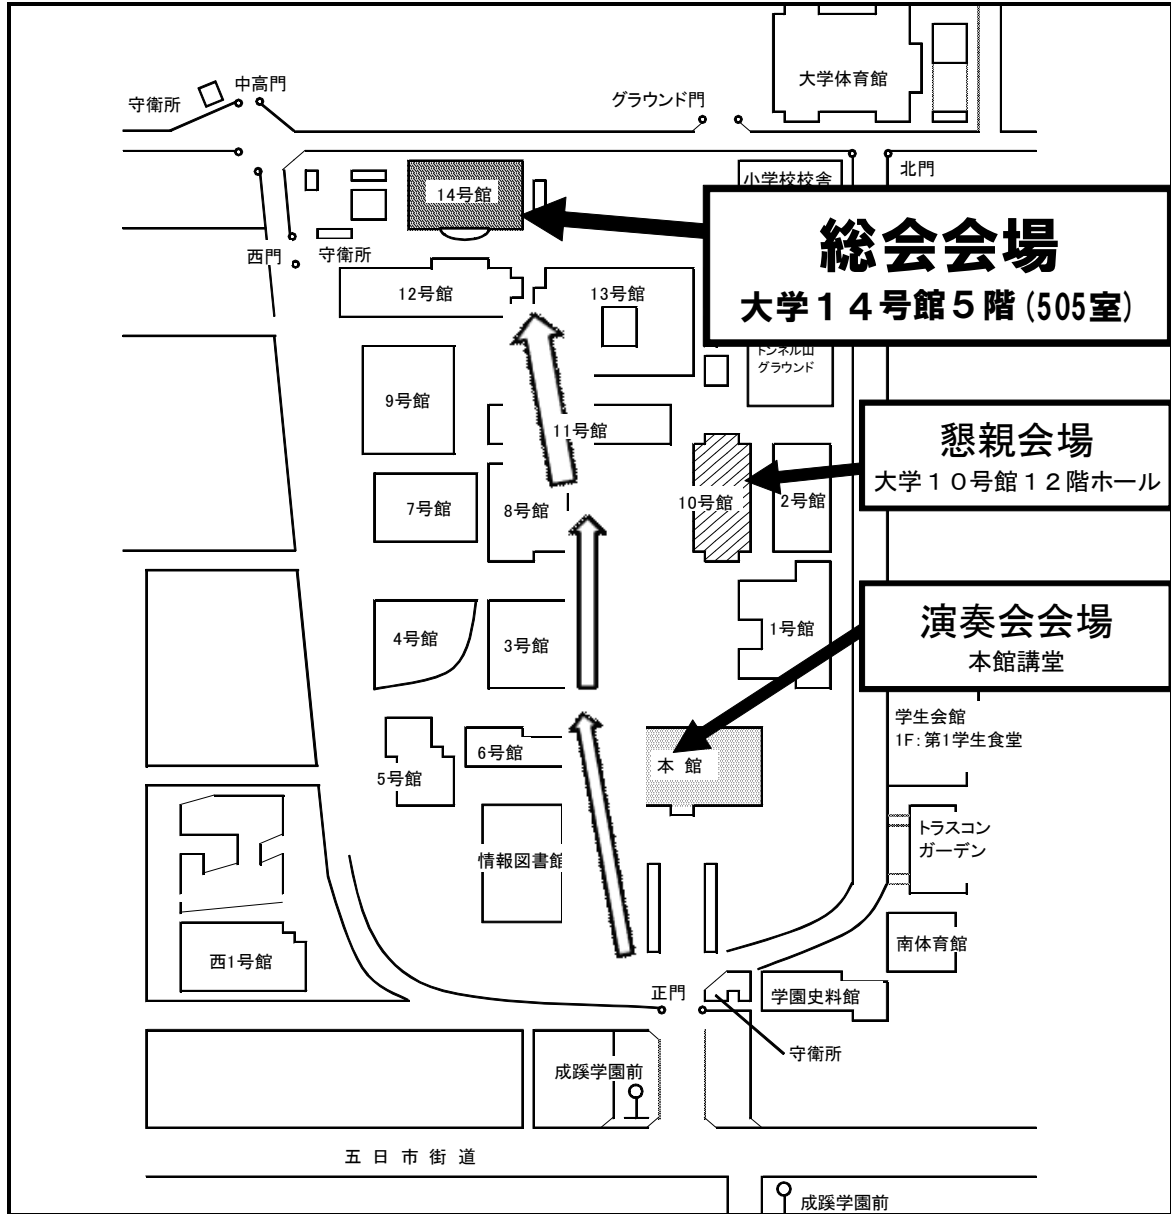 大学体育館
中高門
守衛所
グラウンド門
北門
小学校校舎
14号館
総会会場
大学１４号館５階(505室)
西門
守衛所
12号館
13号館
トンネル山
グラウンド
9号館
11号館
懇親会場
大学１０号館１２階ホール
7号館
8号館
10号館
2号館
演奏会会場
本館講堂
4号館
3号館
1号館
学生会館
1F：第1学生食堂
6号館
5号館
本 館
トラスコン
ガーデン
情報図書館
南体育館
西1号館
正門
学園史料館
守衛所
成蹊学園前
五 日 市 街 道
成蹊学園前